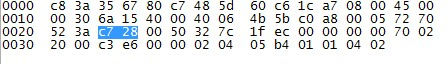 0000 c8 3a 35 67 80 c7 48 5d 60 c6 1c a7 08 00 45 00
0010 00 30 6a 15 40 00 40 06 4b 5b c0 a8 00 05 72 70
0020 52 3a c7 28 00 50 32 7c 1f ec 00 00 00 00 70 02
0030 20 00 c3 e6 00 00 02 04 05 b4 01 01 04 02